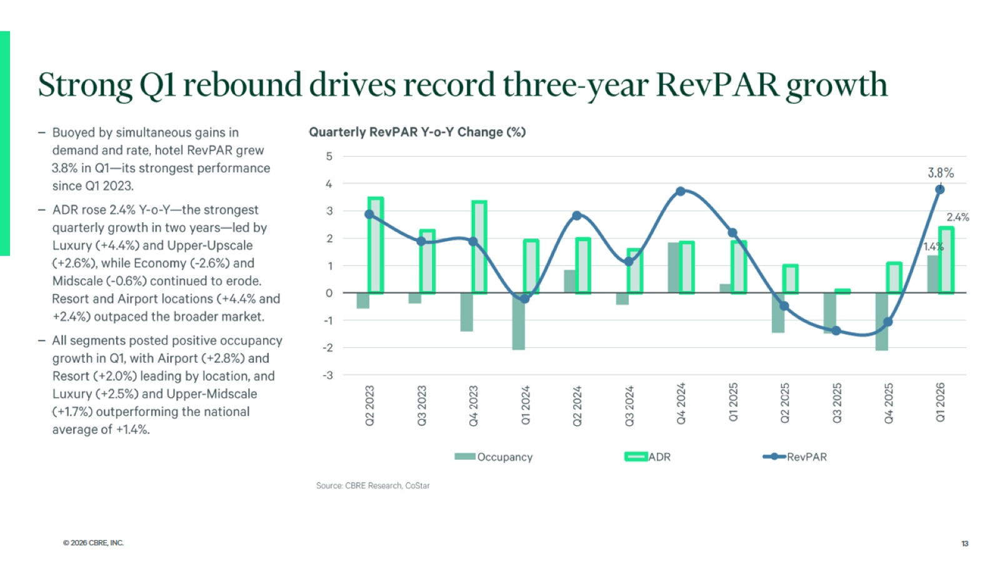 Strong Q1 rebound drives record three-year RevPAR growth
– Buoyed by simultaneous gains in
demand and rate, hotel RevPAR grew
3.8% in Q1—its strongest performance
since Q1 2023.
– ADR rose 2.4% Y-o-Y—the strongest
quarterly growth in two years—led by
Luxury (+4.4%) and Upper-Upscale
(+2.6%), while Economy (-2.6%) and
Midscale (-0.6%) continued to erode.
Resort and Airport locations (+4.4% and
+2.4%) outpaced the broader market.
– All segments posted positive occupancy
growth in Q1, with Airport (+2.8%) and
Resort (+2.0%) leading by location, and
Luxury (+2.5%) and Upper-Midscale
(+1.7%) outperforming the national
average of +1.4%.
Quarterly RevPAR Y-o-Y Change (%)
5
4
3
2
1
0
-1
-2
-3
3.8%
2.4%
1.4%
Q2 2023
Q3 2023
Q4 2023
Q1 2024
Q2 2024
Q3 2024
Q4 2024
Q1 2025
Q2 2025
Q3 2025
Q4 2025
Q1 2026
Occupancy
ADR
RevPAR
Source: CBRE Research, CoStar
© 2026 CBRE, INC.
13